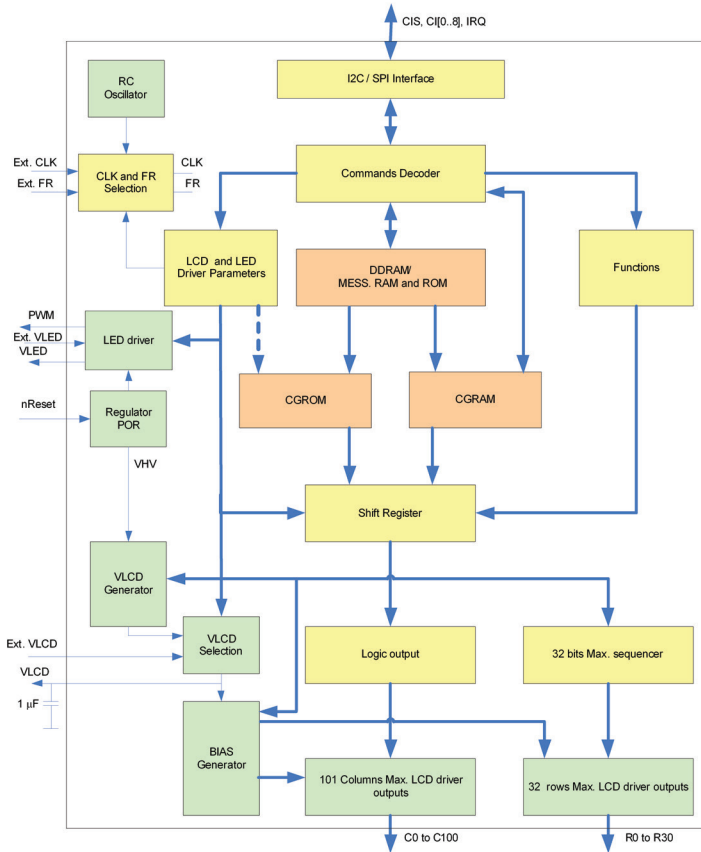 CIS, CI[0..8], IRQ
I2C / SPI Interface
RC
Oscillator
Ext. CLK
Ext. FR
CLK and FR
Selection
CLK
FR
Commands Decoder
LCD and LED
Driver Parameters
DDRAM/
MESS. RAM and ROM
Functions
PWM
Ext. VLED
VLED
LED driver
nReset
Regulator
POR
CGROM
CGRAM
VHV
Shift Register
VLCD
Generator
Ext. VLCD
VLCD
Selection
Logic output
32 bits Max. sequencer
VLCD
1 µF
BIAS
Generator
101 Columns Max. LCD driver
outputs
32 rows Max. LCD driver outputs
C0 to C100
R0 to R30